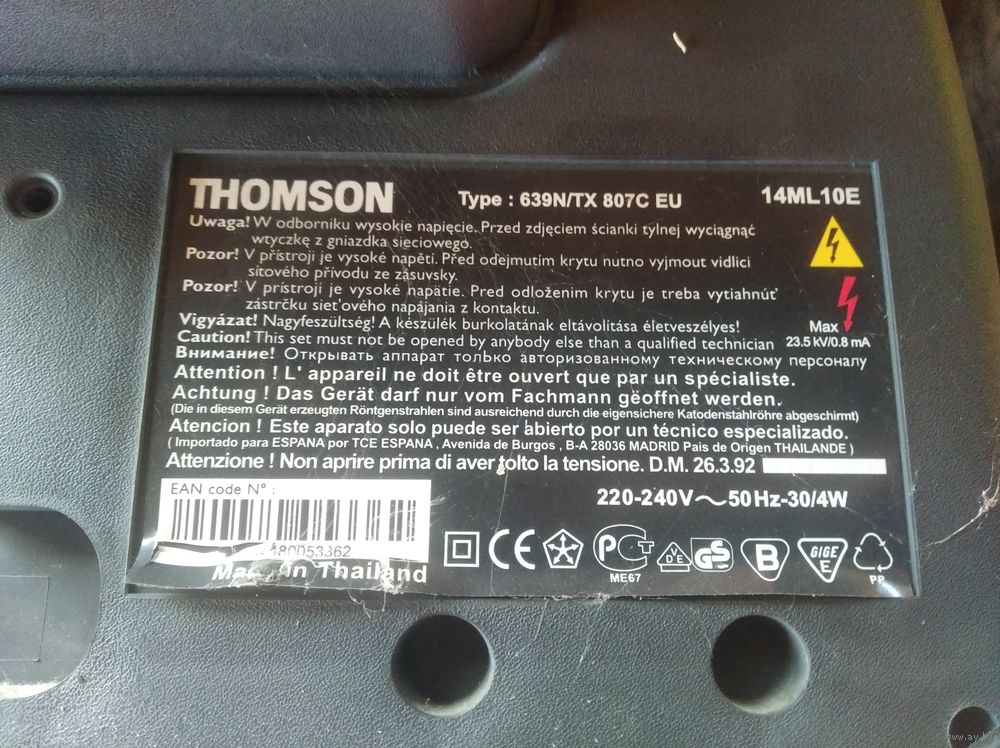 THOMSON Type : 639N/TX 807C EU 14ML10E
Uwaga! W odborniku wysokie napięcie. Przed zdjęciem ścianki tylnej wyciągnąć
wtyczkę z gniazdka sieciowego.
Pozor! V přístroji je vysoké napětí. Před odejmutím krytu nutno vyjmout vidlici
síťového přívodu ze zásuvsky.
Pozor! V prístroji je vysoké napätie. Pred odložením krytu je treba vytiahnúť
zástrčku sieťového napájania z kontaktu.
Vigyázat! Nagyfeszültség! A készülék burkolatának eltávolitása életveszélyes!
Max
23.5 kV/0.8 mA
Caution! This set must not be opened by anybody else than a qualified technician
Внимание! Открывать аппарат только авторизованному техническому персоналу
Attention ! L' appareil ne doit être ouvert que par un spécialiste.
Achtung ! Das Gerät darf nur vom Fachmann geöffnet werden.
(Die in diesem Gerät erzeugten Röntgenstrahlen sind ausreichend durch die eigensichere Katodenstahlröhre abgeschirmt)
Atencion ! Este aparato solo puede ser abierto por un técnico especializado.
( Importado para ESPANA por TCE ESPANA , Avenida de Burgos , B-A 28036 MADRID Pais de Origen THAILANDE )
Attenzione ! Non aprire prima di aver tolto la tensione. D.M. 26.3.92
EAN code N° :
220-240V~50Hz-30/4W
480053362
Made in Thailand
CE PCT ME67 VDE GS B GIGE E PP